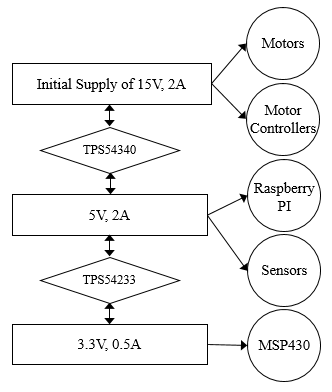 Motors
Initial Supply of 15V, 2A
Motor
Controllers
TPS54340
Raspberry
PI
5V, 2A
Sensors
TPS54233
3.3V, 0.5A
MSP430